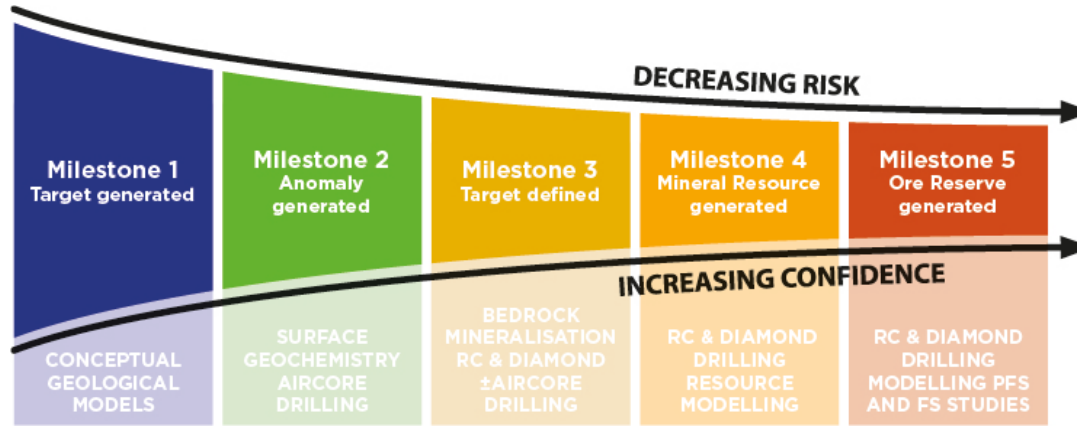 DECREASING RISK
Milestone 1
Target generated
Milestone 2
Anomaly
generated
Milestone 3
Target defined
Milestone 4
Mineral Resource
generated
Milestone 5
Ore Reserve
generated
INCREASING CONFIDENCE
CONCEPTUAL
GEOLOGICAL
MODELS
SURFACE
GEOCHEMISTRY
AIRCORE
DRILLING
BEDROCK
MINERALISATION
RC & DIAMOND
±AIRCORE
DRILLING
RC & DIAMOND
DRILLING
RESOURCE
MODELLING
RC & DIAMOND
DRILLING
MODELLING PFS
AND FS STUDIES